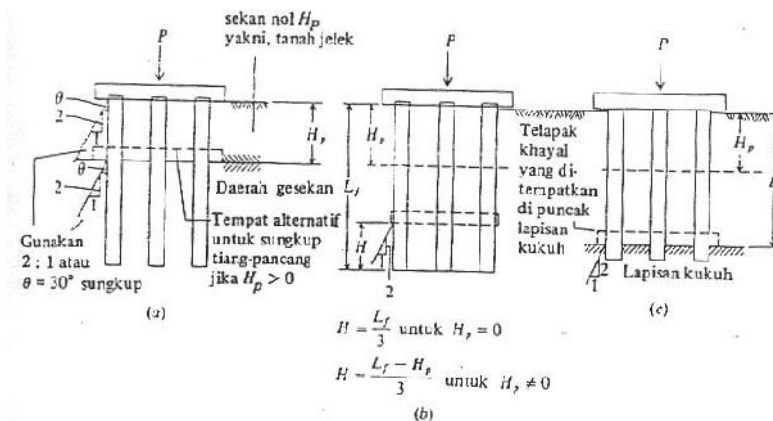 sekan nol H_p
yakni, tanah jelek
P
θ
2
1
θ
2
1
H_p
Daerah gesekan
Tempat alternatif
untuk sungkup
tiang-pancang
jika H_p > 0
Gunakan
2 : 1 atau
θ = 30° sungkup
(a)
P
H_p
L_f
H
1
2
H = L_f/3 untuk H_p = 0
H = (L_f − H_p)/3 untuk H_p ≠ 0
(b)
P
Telapak
khayal
yang di-
tempatkan
di puncak
lapisan
kukuh
H_p
2
1
Lapisan kukuh
(c)